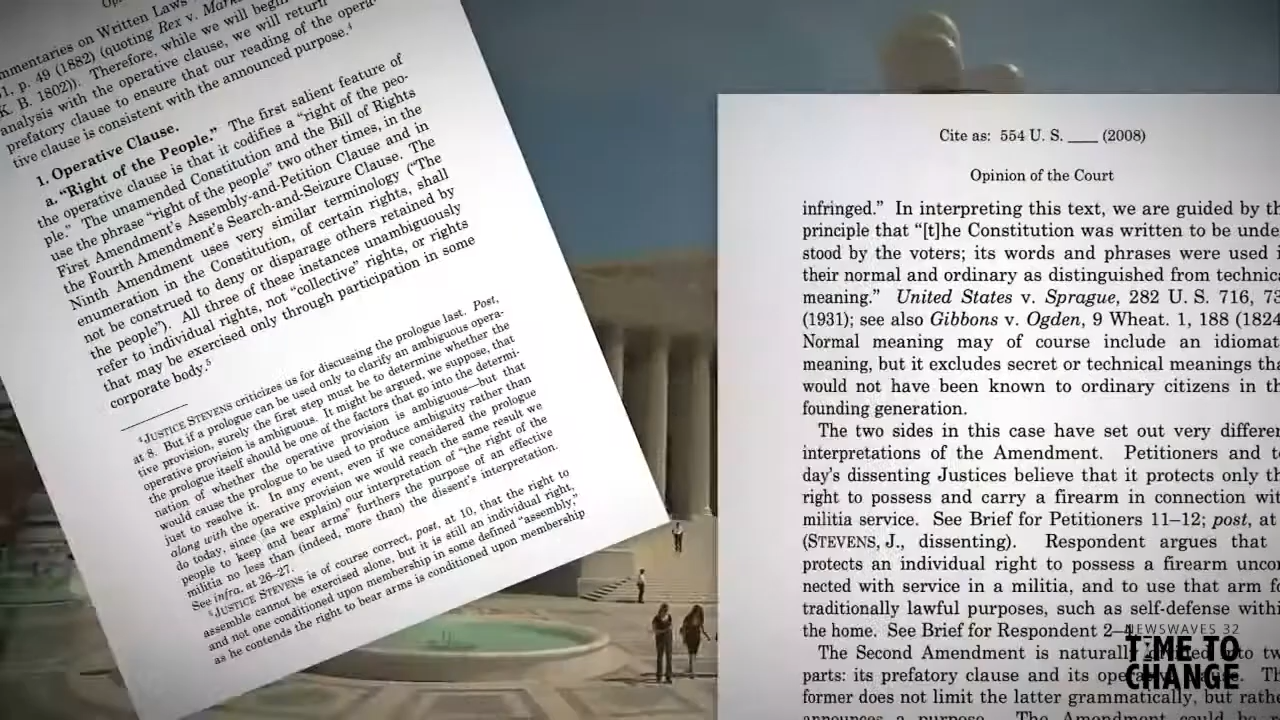 mmentaries on Written Laws
p. 49 (1882) (quoting Rex v.
K. B. 1802)). Therefore, while we will begin
analysis with the operative clause, we will return
prefatory clause to ensure that our reading of the opera-
tive clause is consistent with the announced purpose.4
1. Operative Clause.
a. “Right of the People.” The first salient feature of
the operative clause is that it codifies a “right of the peo-
ple.” The unamended Constitution and the Bill of Rights
use the phrase “right of the people” two other times, in the
First Amendment’s Assembly-and-Petition Clause and in
the Fourth Amendment’s Search-and-Seizure Clause. The
Ninth Amendment uses very similar terminology (“The
enumeration in the Constitution, of certain rights, shall
not be construed to deny or disparage others retained by
the people”). All three of these instances unambiguously
refer to individual rights, not “collective” rights, or rights
that may be exercised only through participation in some
corporate body.5
4JUSTICE STEVENS criticizes us for discussing the prologue last. Post,
at 8. But if a prologue can be used only to clarify an ambiguous opera-
tive provision, surely the first step must be to determine whether the
operative provision is ambiguous. It might be argued, we suppose, that
the prologue itself should be one of the factors that go into the determi-
nation of whether the operative provision is ambiguous—but that
would cause the prologue to be used to produce ambiguity rather than
just to resolve it. In any event, even if we considered the prologue
along with the operative provision we would reach the same result we
do today, since (as we explain) our interpretation of “the right of the
people to keep and bear arms” furthers the purpose of an effective
militia no less than (indeed, more than) the dissent’s interpretation.
See infra, at 26–27.
5JUSTICE STEVENS is of course correct, post, at 10, that the right to
assemble cannot be exercised alone, but it is still an individual right,
and not one conditioned upon membership in some defined “assembly,”
as he contends the right to bear arms is conditioned upon membership
Cite as: 554 U. S. ____ (2008)
Opinion of the Court
infringed.” In interpreting this text, we are guided by th
principle that “[t]he Constitution was written to be unde
stood by the voters; its words and phrases were used i
their normal and ordinary as distinguished from technica
meaning.” United States v. Sprague, 282 U. S. 716, 73
(1931); see also Gibbons v. Ogden, 9 Wheat. 1, 188 (1824
Normal meaning may of course include an idiomat
meaning, but it excludes secret or technical meanings tha
would not have been known to ordinary citizens in th
founding generation.
The two sides in this case have set out very differen
interpretations of the Amendment. Petitioners and to
day’s dissenting Justices believe that it protects only th
right to possess and carry a firearm in connection wit
militia service. See Brief for Petitioners 11–12; post, at
(STEVENS, J., dissenting). Respondent argues that
protects an individual right to possess a firearm uncon
nected with service in a militia, and to use that arm fo
traditionally lawful purposes, such as self-defense withi
the home. See Brief for Respondent 2–4.
The Second Amendment is naturally divided into tw
parts: its prefatory clause and its operative clause. Th
former does not limit the latter grammatically, but rathe
announces a purpose. The Amendment could be
NEWSWAVES 32
TIME TO
CHANGE